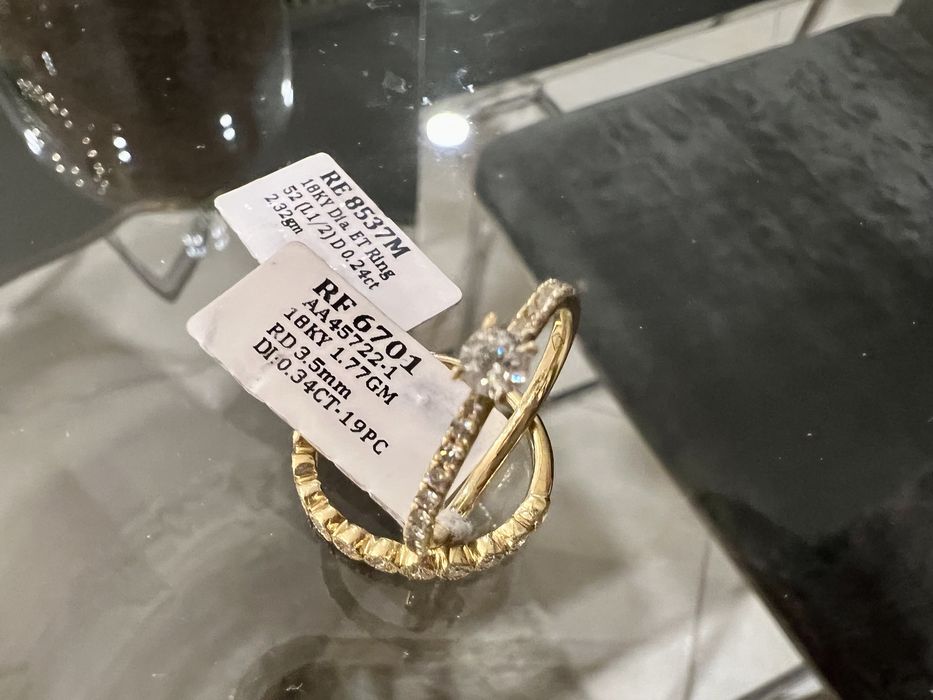 RE 8537M
18KY Dia. ET Ring
52 (L1/2) D 0.24ct
2.32gm
RF 6701
AA45722-1
18KY 1.77GM
RD 3.5mm
DI:0.34CT-19PC